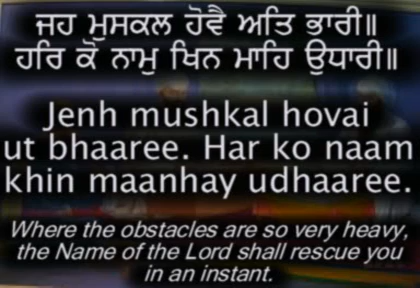 ਜਹ ਮੁਸਕਲ ਹੋਵੈ ਅਤਿ ਭਾਰੀ॥
ਹਰਿ ਕੋ ਨਾਮੁ ਖਿਨ ਮਾਹਿ ਉਧਾਰੀ॥
Jenh mushkal hovai
ut bhaaree. Har ko naam
khin maanhay udhaaree.
Where the obstacles are so very heavy,
the Name of the Lord shall rescue you
in an instant.